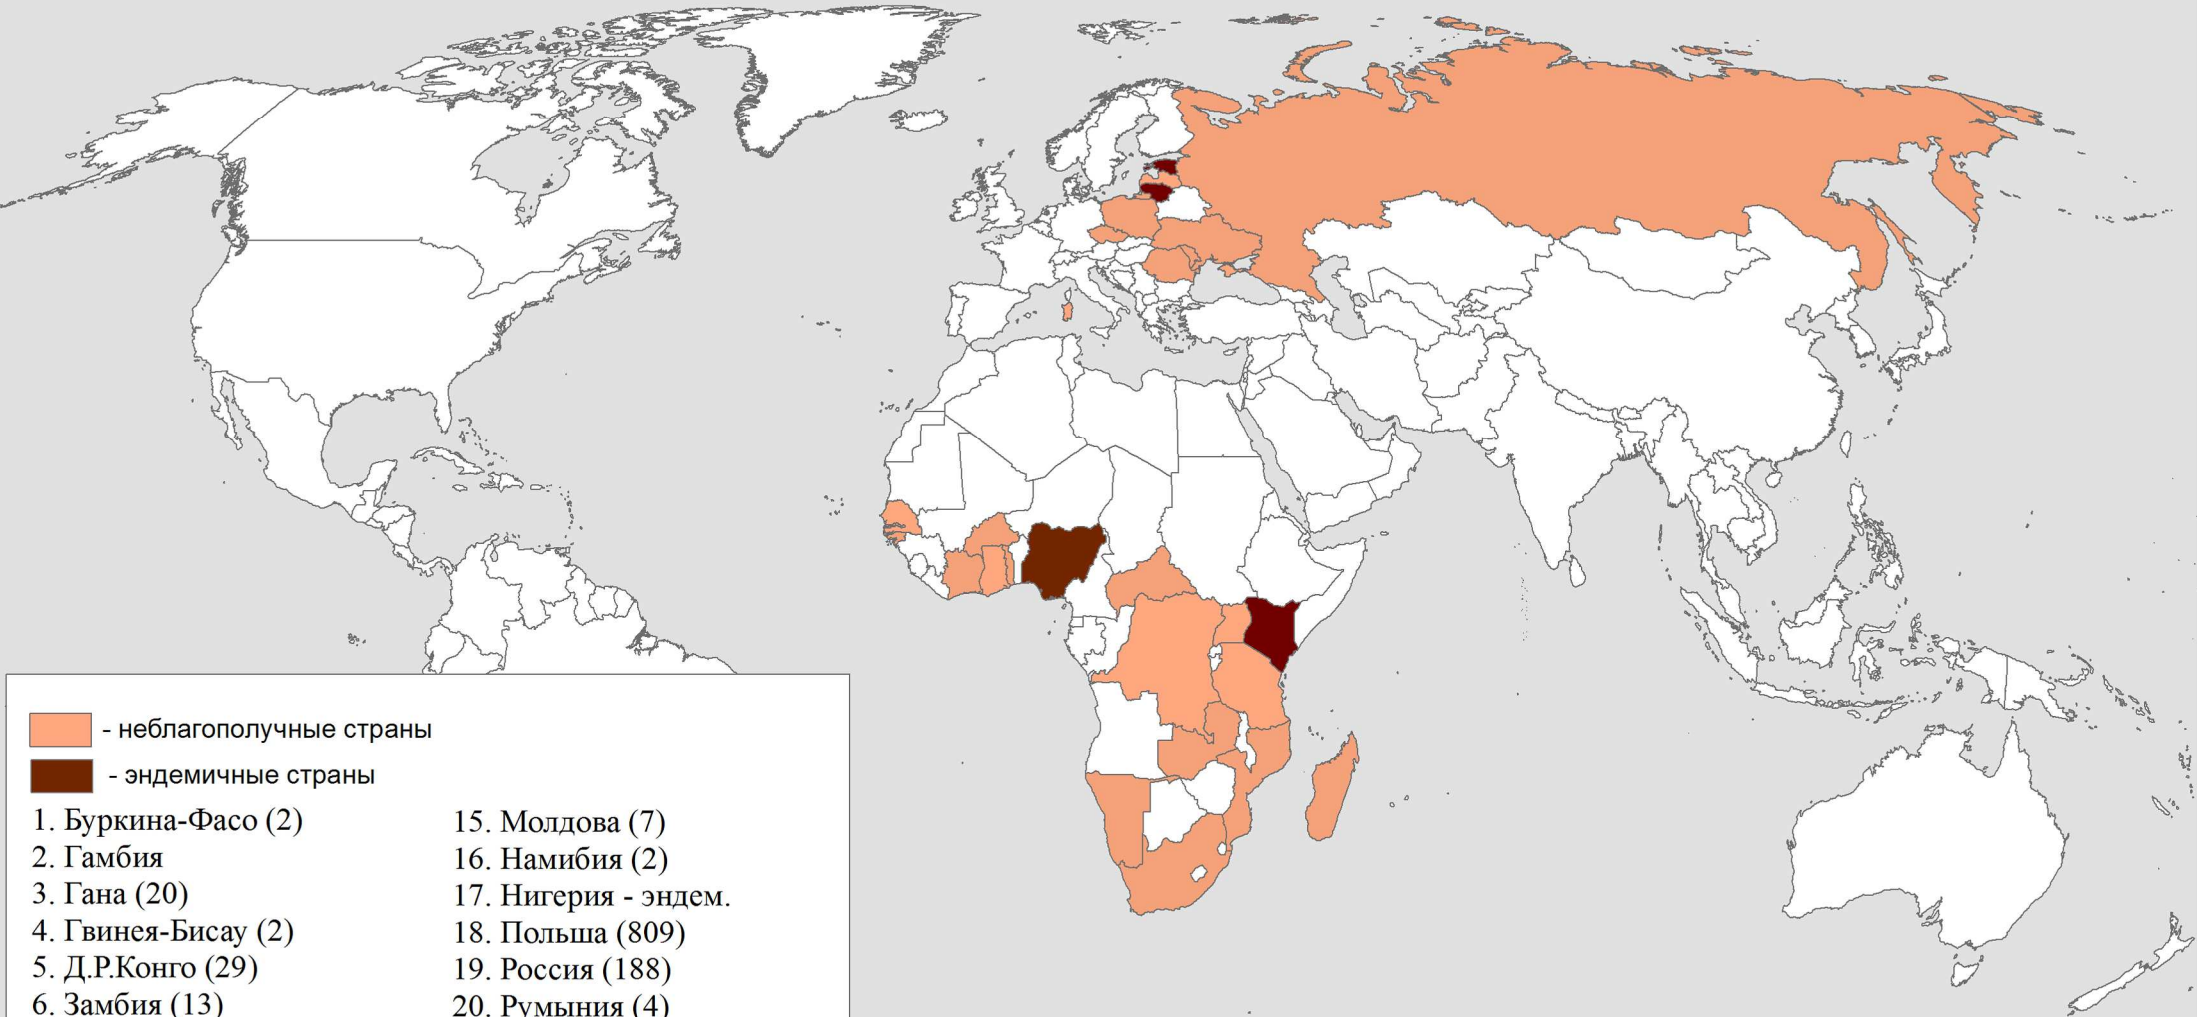 - неблагополучные страны
- эндемичные страны
1. Буркина-Фасо (2)
2. Гамбия
3. Гана (20)
4. Гвинея-Бисау (2)
5. Д.Р.Конго (29)
6. Замбия (13)
15. Молдова (7)
16. Намибия (2)
17. Нигерия - эндем.
18. Польша (809)
19. Россия (188)
20. Румыния (4)